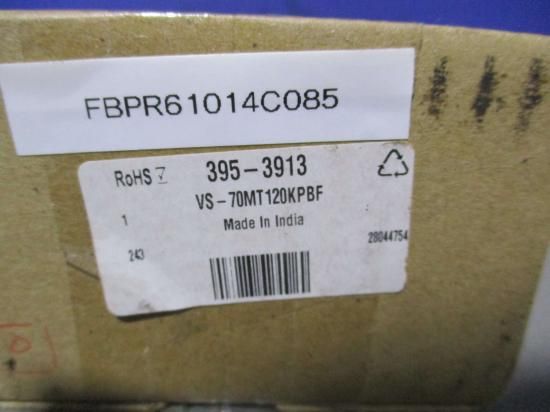 FBPR61014C085
RoHS
395-3913
VS-70MT120KPBF
1
Made In India
243
28044754